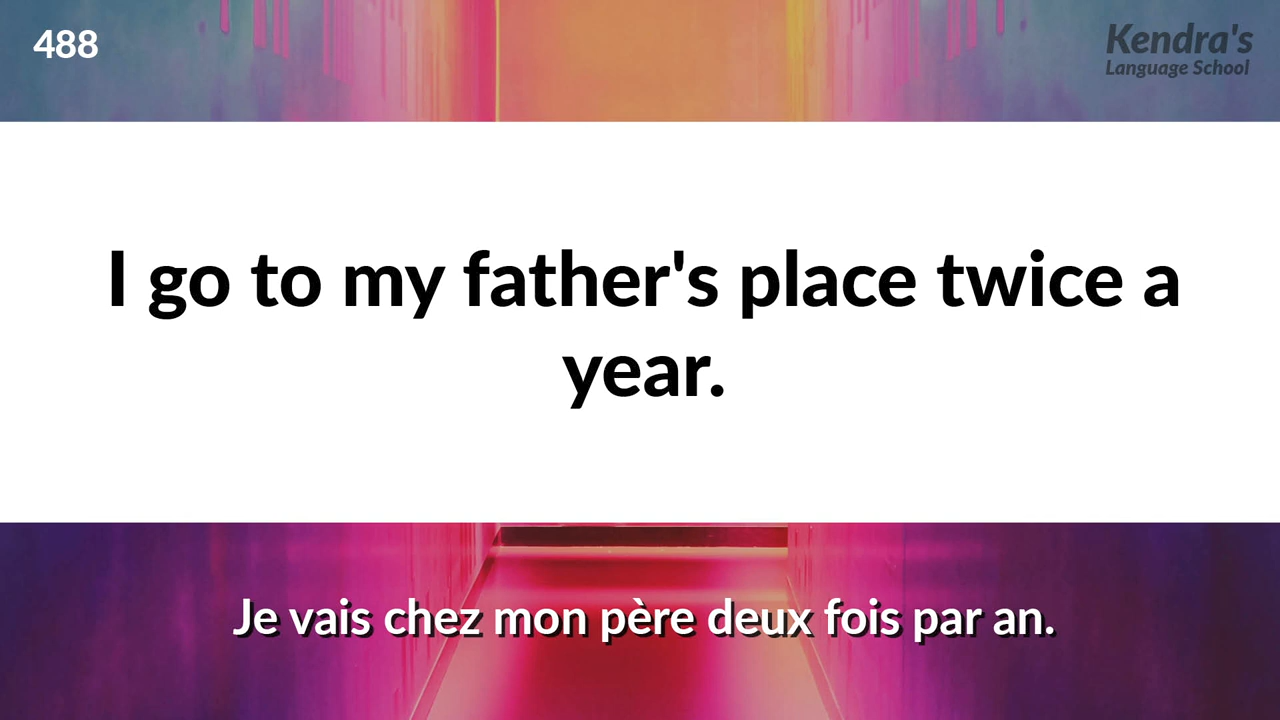 488
Kendra's
Language School
I go to my father's place twice a
year.
Je vais chez mon père deux fois par an.